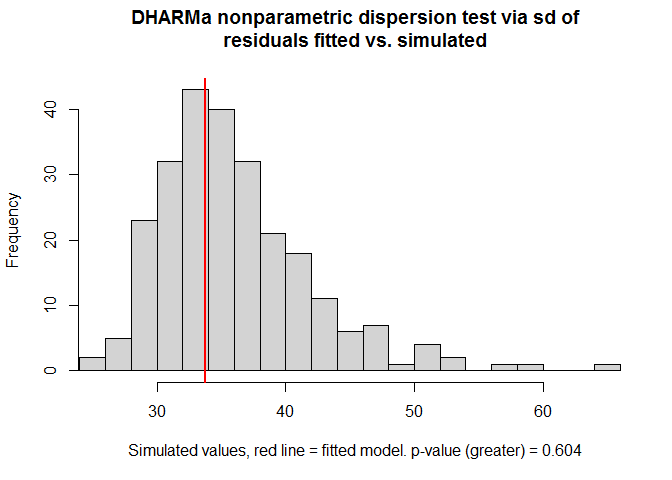 DHARMa nonparametric dispersion test via sd of
residuals fitted vs. simulated
Frequency
0
10
20
30
40
30
40
50
60
Simulated values, red line = fitted model. p-value (greater) = 0.604